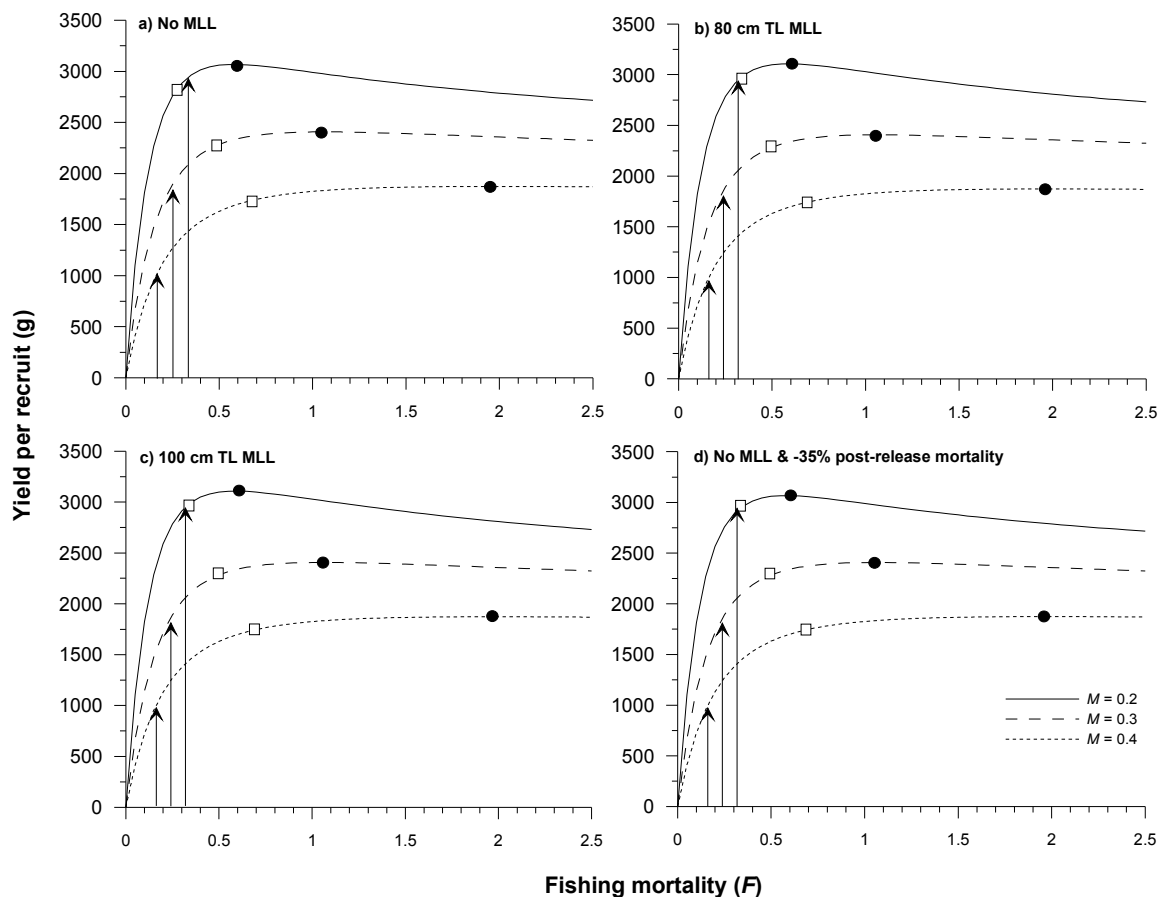 a) No MLL
3500
3000
2500
2000
1500
1000
500
0
0 0.5 1 1.5 2 2.5
b) 80 cm TL MLL
3500
3000
2500
2000
1500
1000
500
0
0 0.5 1 1.5 2 2.5
c) 100 cm TL MLL
3500
3000
2500
2000
1500
1000
500
0
0 0.5 1 1.5 2 2.5
d) No MLL & -35% post-release mortality
3500
3000
2500
2000
1500
1000
500
0
M = 0.2
M = 0.3
M = 0.4
0 0.5 1 1.5 2 2.5
Yield per recruit (g)
Fishing mortality (F)